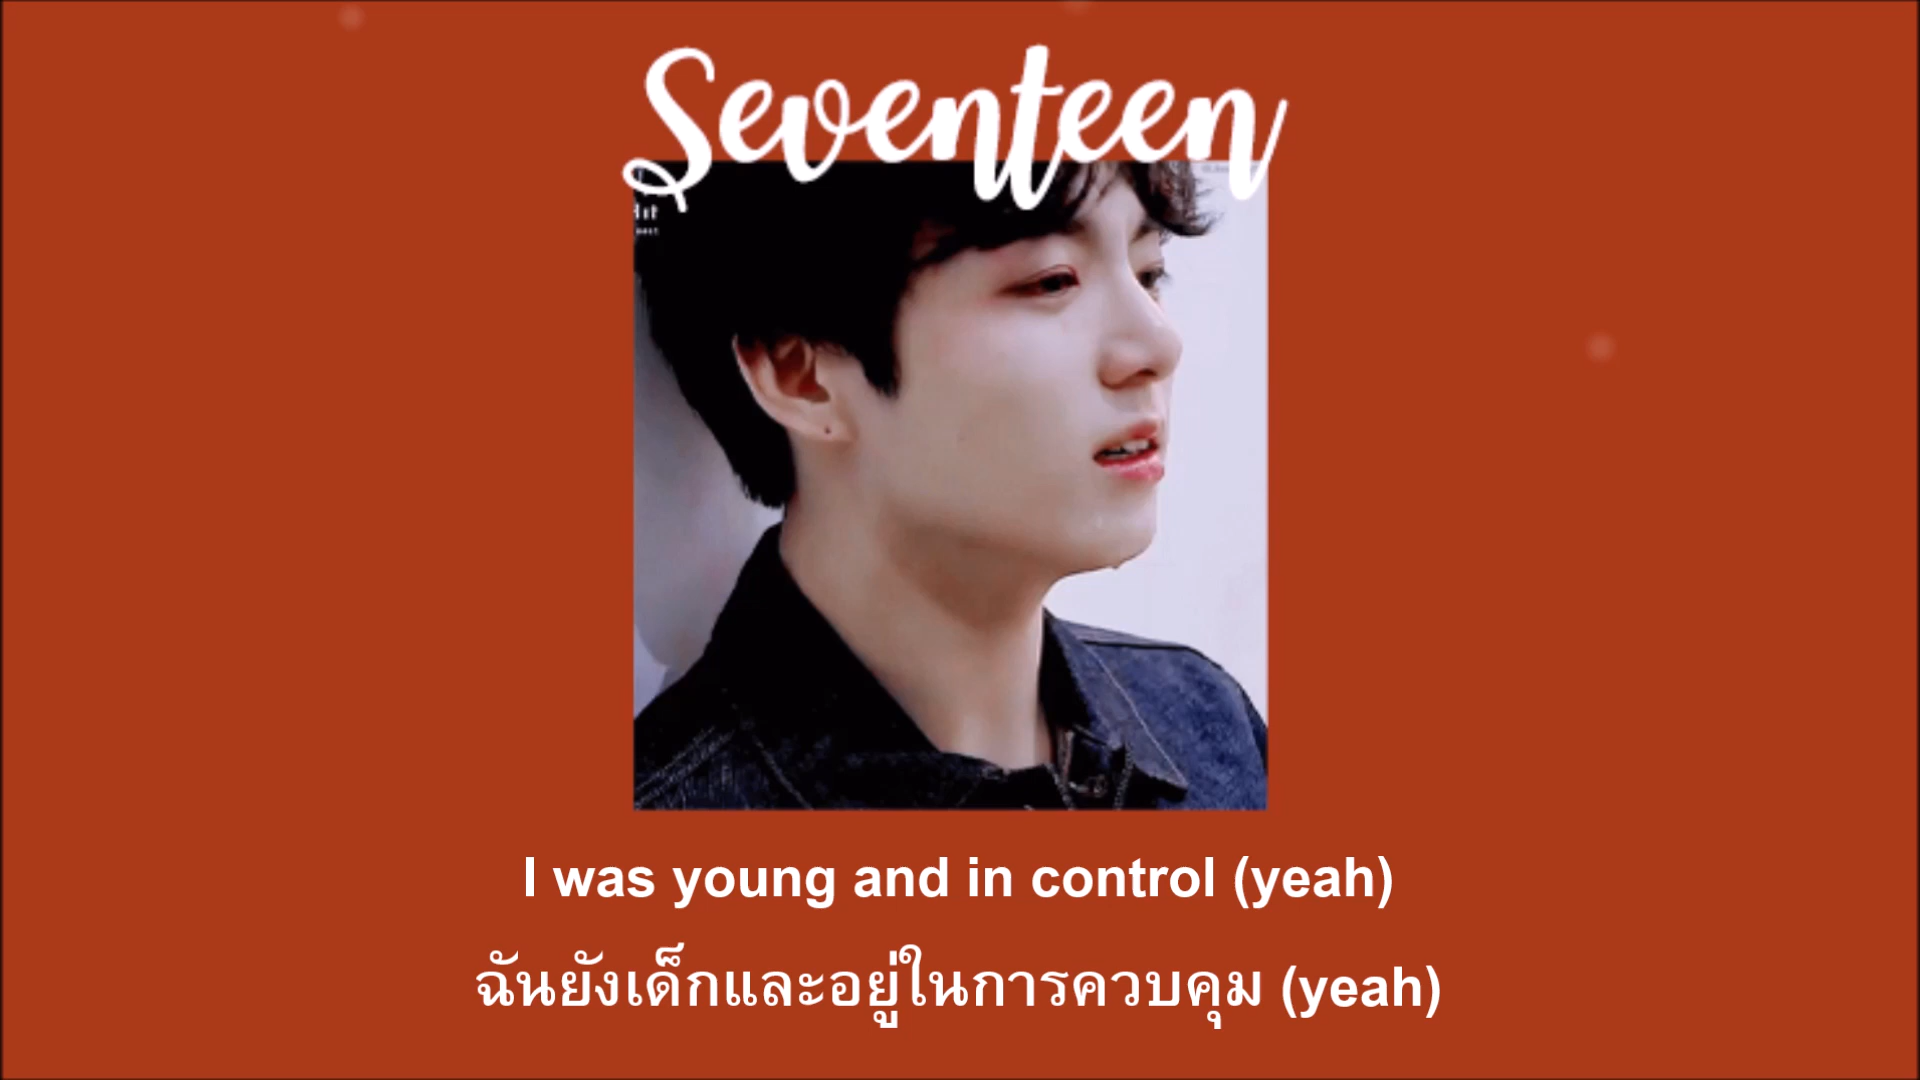 Seventeen
I was young and in control (yeah)
ฉันยังเด็กและอยู่ในการควบคุม (yeah)